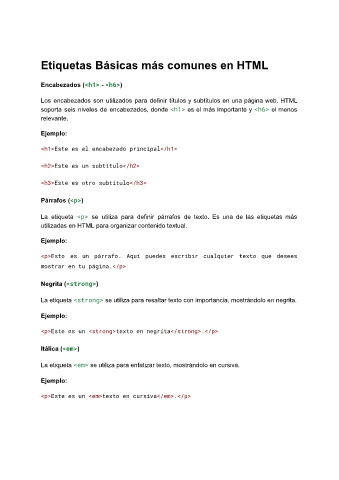 Etiquetas Básicas más comunes en HTML
Encabezados (<h1> - <h6>)
Los encabezados son utilizados para definir títulos y subtítulos en una página web. HTML
soporta seis niveles de encabezados, donde <h1> es el más importante y <h6> el menos
relevante.
Ejemplo:
<h1>Este es el encabezado principal</h1>
<h2>Este es un subtítulo</h2>
<h3>Este es otro subtítulo</h3>
Párrafos (<p>)
La etiqueta <p> se utiliza para definir párrafos de texto. Es una de las etiquetas más
utilizadas en HTML para organizar contenido textual.
Ejemplo:
<p>Esto es un párrafo. Aquí puedes escribir cualquier texto que desees
mostrar en tu página.</p>
Negrita (<strong>)
La etiqueta <strong> se utiliza para resaltar texto con importancia, mostrándolo en negrita.
Ejemplo:
<p>Este es un <strong>texto en negrita</strong>.</p>
Itálica (<em>)
La etiqueta <em> se utiliza para enfatizar texto, mostrándolo en cursiva.
Ejemplo:
<p>Este es un <em>texto en cursiva</em>.</p>